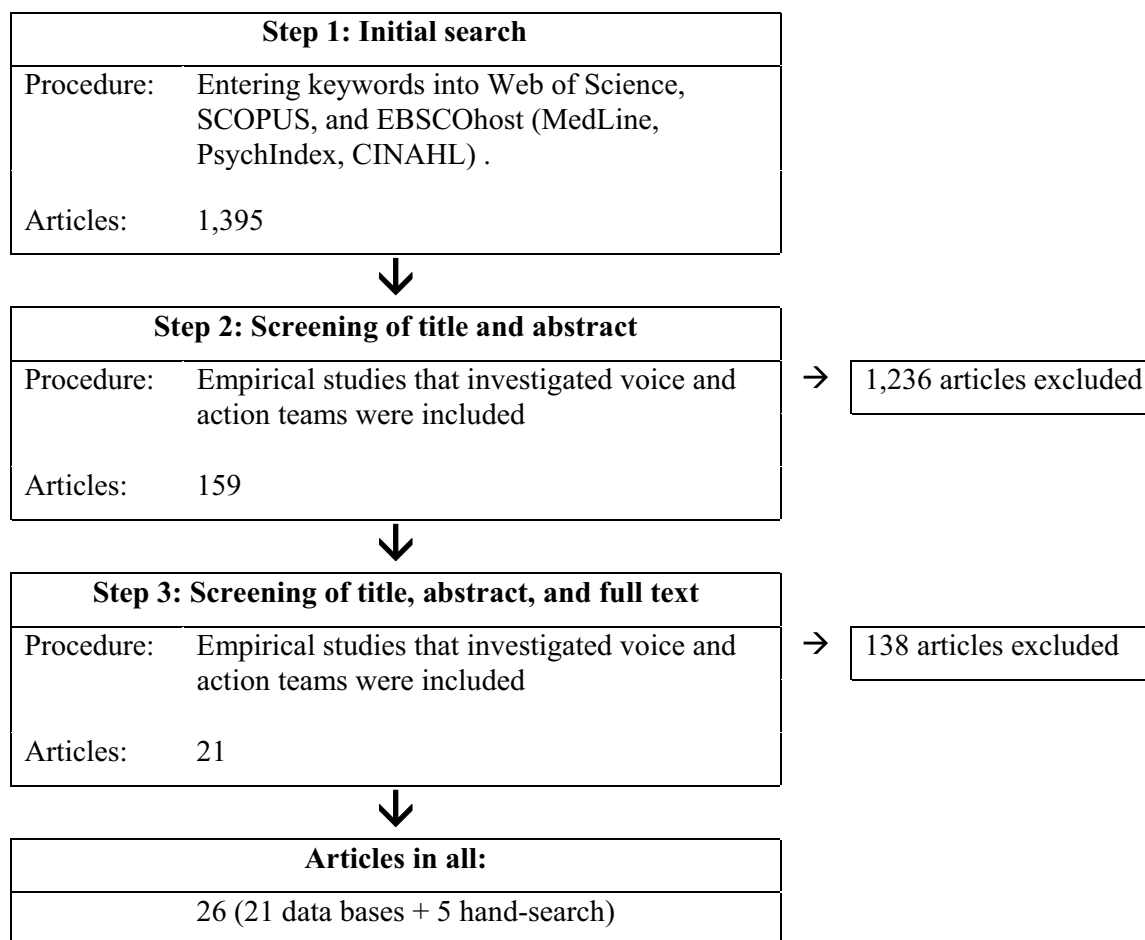 Step 1: Initial search
Procedure: Entering keywords into Web of Science,
SCOPUS, and EBSCOhost (MedLine,
PsychIndex, CINAHL) .
Articles: 1,395
↓
Step 2: Screening of title and abstract
Procedure: Empirical studies that investigated voice and
action teams were included
→ 1,236 articles excluded
Articles: 159
↓
Step 3: Screening of title, abstract, and full text
Procedure: Empirical studies that investigated voice and
action teams were included
→ 138 articles excluded
Articles: 21
↓
Articles in all:
26 (21 data bases + 5 hand-search)